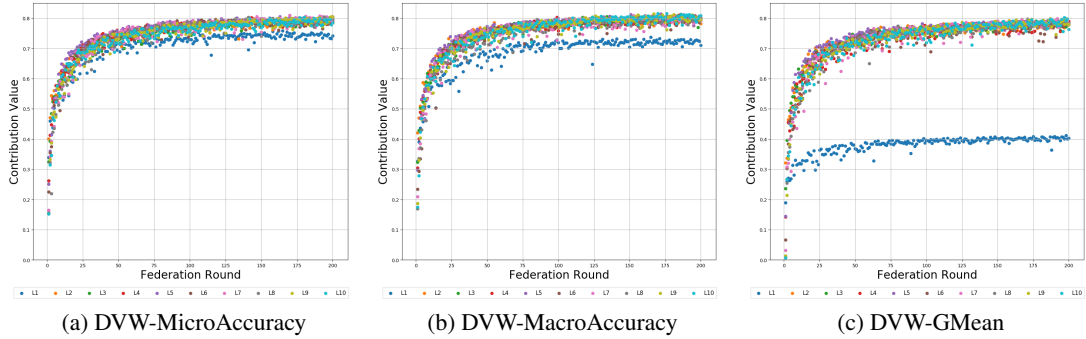 Contribution Value
0.8
0.7
0.6
0.5
0.4
0.3
0.2
0.1
0.0
0 25 50 75 100 125 150 175 200
Federation Round
L1 L2 L3 L4 L5 L6 L7 L8 L9 L10
(a) DVW-MicroAccuracy
Contribution Value
0.8
0.7
0.6
0.5
0.4
0.3
0.2
0.1
0.0
0 25 50 75 100 125 150 175 200
Federation Round
L1 L2 L3 L4 L5 L6 L7 L8 L9 L10
(b) DVW-MacroAccuracy
Contribution Value
0.8
0.7
0.6
0.5
0.4
0.3
0.2
0.1
0.0
0 25 50 75 100 125 150 175 200
Federation Round
L1 L2 L3 L4 L5 L6 L7 L8 L9 L10
(c) DVW-GMean